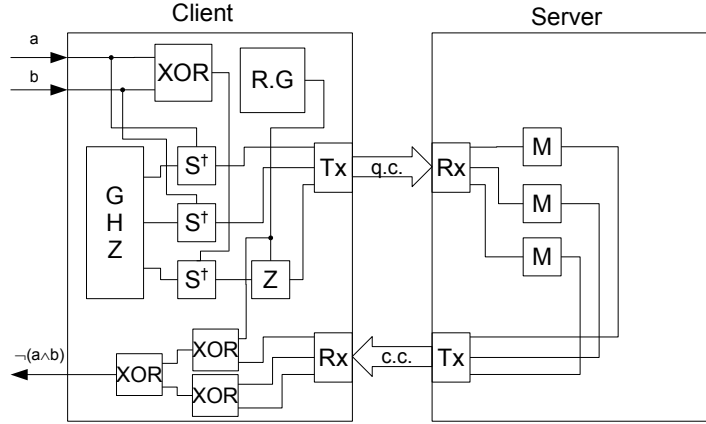 Client
Server
a
b
XOR
R.G
S†
Tx
q.c.
Rx
M
G
H
Z
S†
M
S†
Z
M
¬(a∧b)
XOR
XOR
XOR
Rx
c.c.
Tx